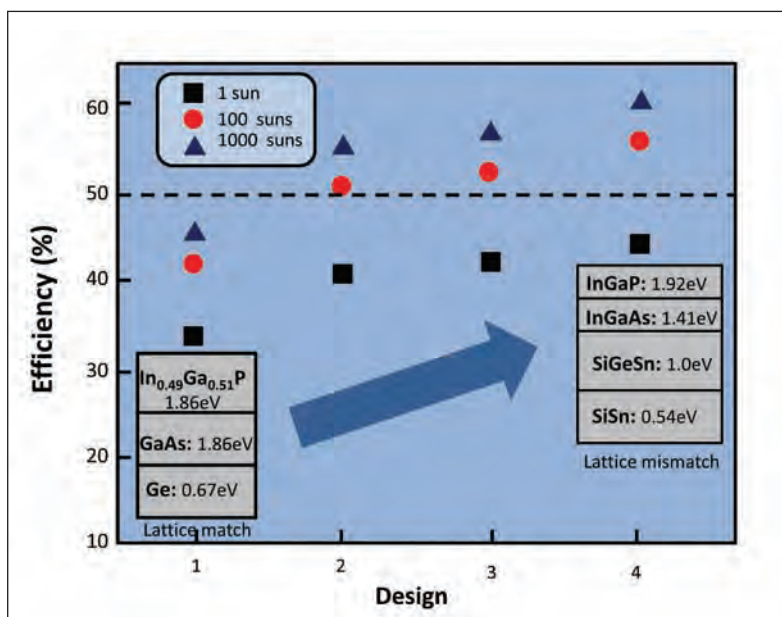 1 sun
100 suns
1000 suns
60
50
40
30
20
10
Efficiency (%)
In0.49Ga0.51P
1.86eV
GaAs: 1.86eV
Ge: 0.67eV
Lattice match
InGaP: 1.92eV
InGaAs: 1.41eV
SiGeSn: 1.0eV
SiSn: 0.54eV
Lattice mismatch
1
2
3
4
Design